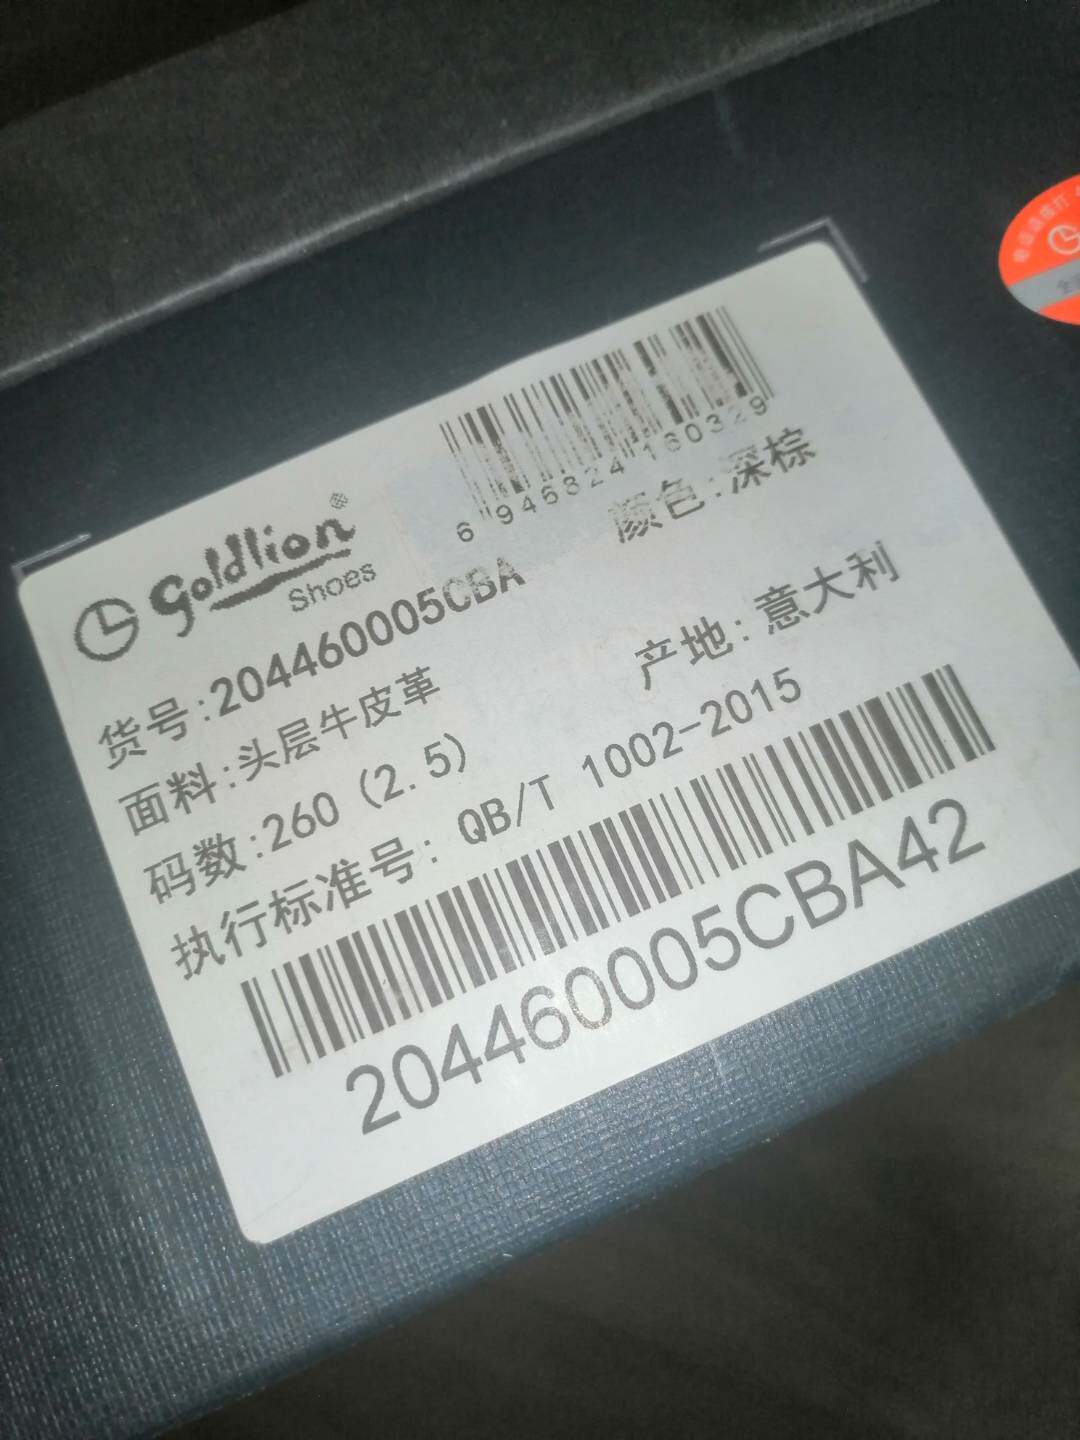 6 946824 160329
Goldlion
Shoes
货号:204460005CBA
颜色:深棕
面料:头层牛皮革
产地:意大利
码数:260 (2.5)
执行标准号: QB/T 1002-2015
204460005CBA42